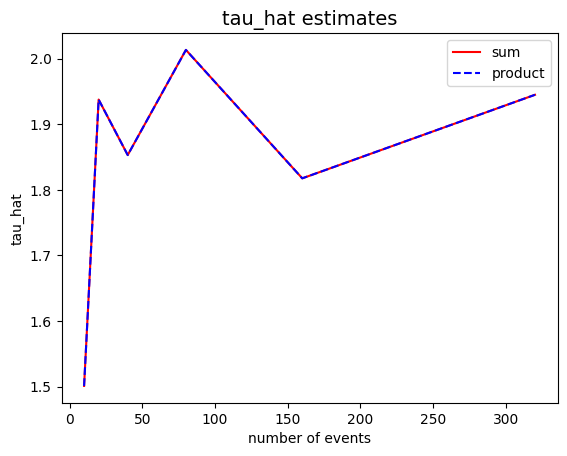 tau_hat estimates
sum
product
2.0
1.9
1.8
1.7
1.6
1.5
tau_hat
0 50 100 150 200 250 300
number of events